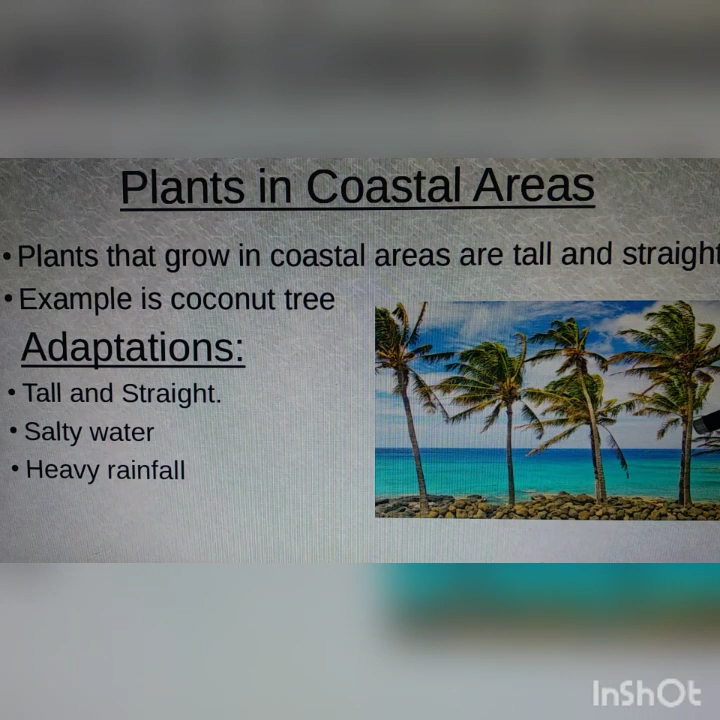 Plants in Coastal Areas
• Plants that grow in coastal areas are tall and straight
• Example is coconut tree
Adaptations:
• Tall and Straight.
• Salty water
• Heavy rainfall
InShOt